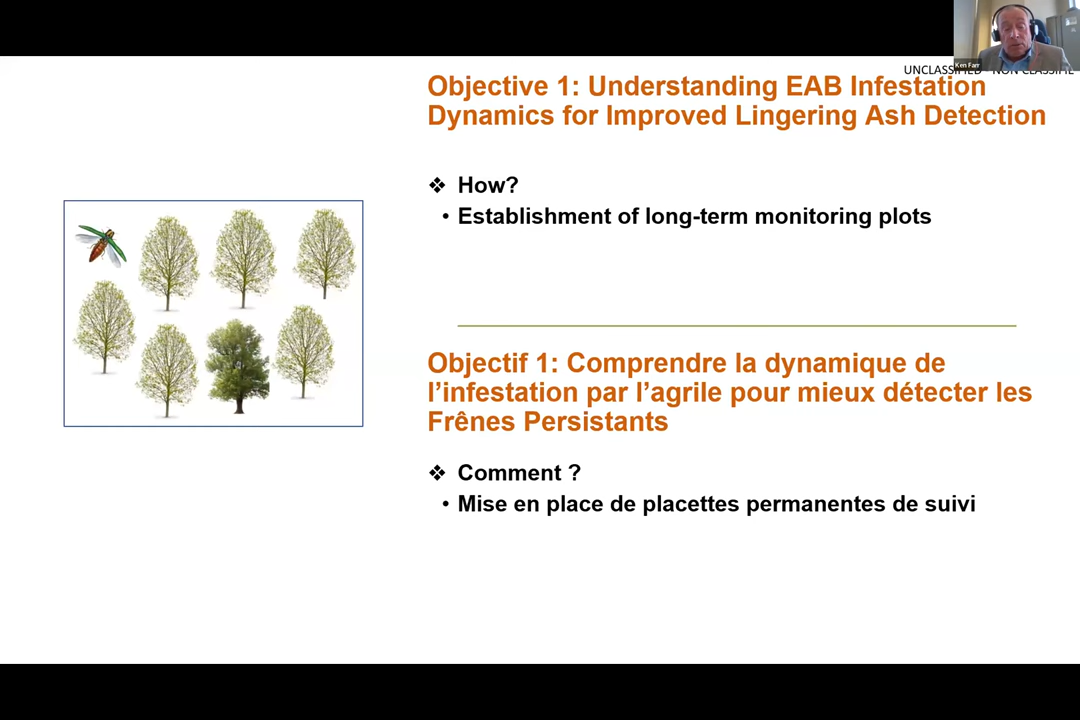 Ken Farr
UNCLASSIFIED - NON CLASSIFIÉ
Objective 1: Understanding EAB Infestation
Dynamics for Improved Lingering Ash Detection
❖ How?
• Establishment of long-term monitoring plots
Objectif 1: Comprendre la dynamique de
l’infestation par l’agrile pour mieux détecter les
Frênes Persistants
❖ Comment ?
• Mise en place de placettes permanentes de suivi